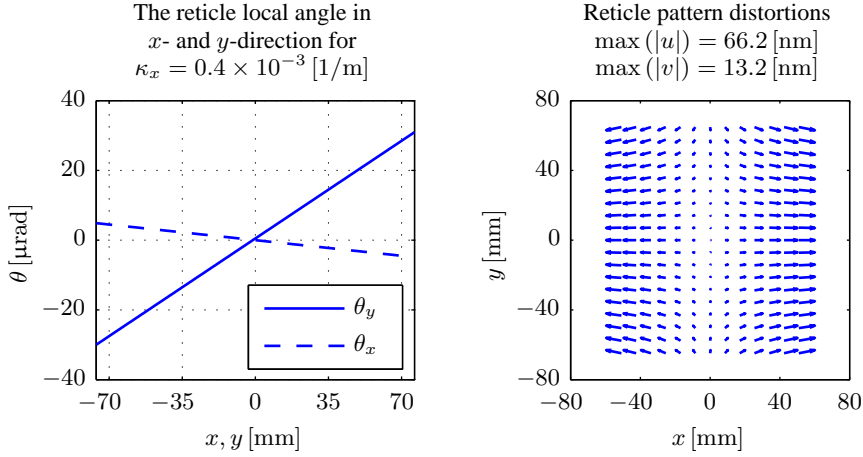 The reticle local angle in
x- and y-direction for
κx = 0.4 × 10−3 [1/m]
40
20
0
−20
−40
θ [µrad]
θy
θx
−70 −35 0 35 70
x, y [mm]
Reticle pattern distortions
max (|u|) = 66.2 [nm]
max (|v|) = 13.2 [nm]
80
40
0
−40
−80
y [mm]
−80 −40 0 40 80
x [mm]